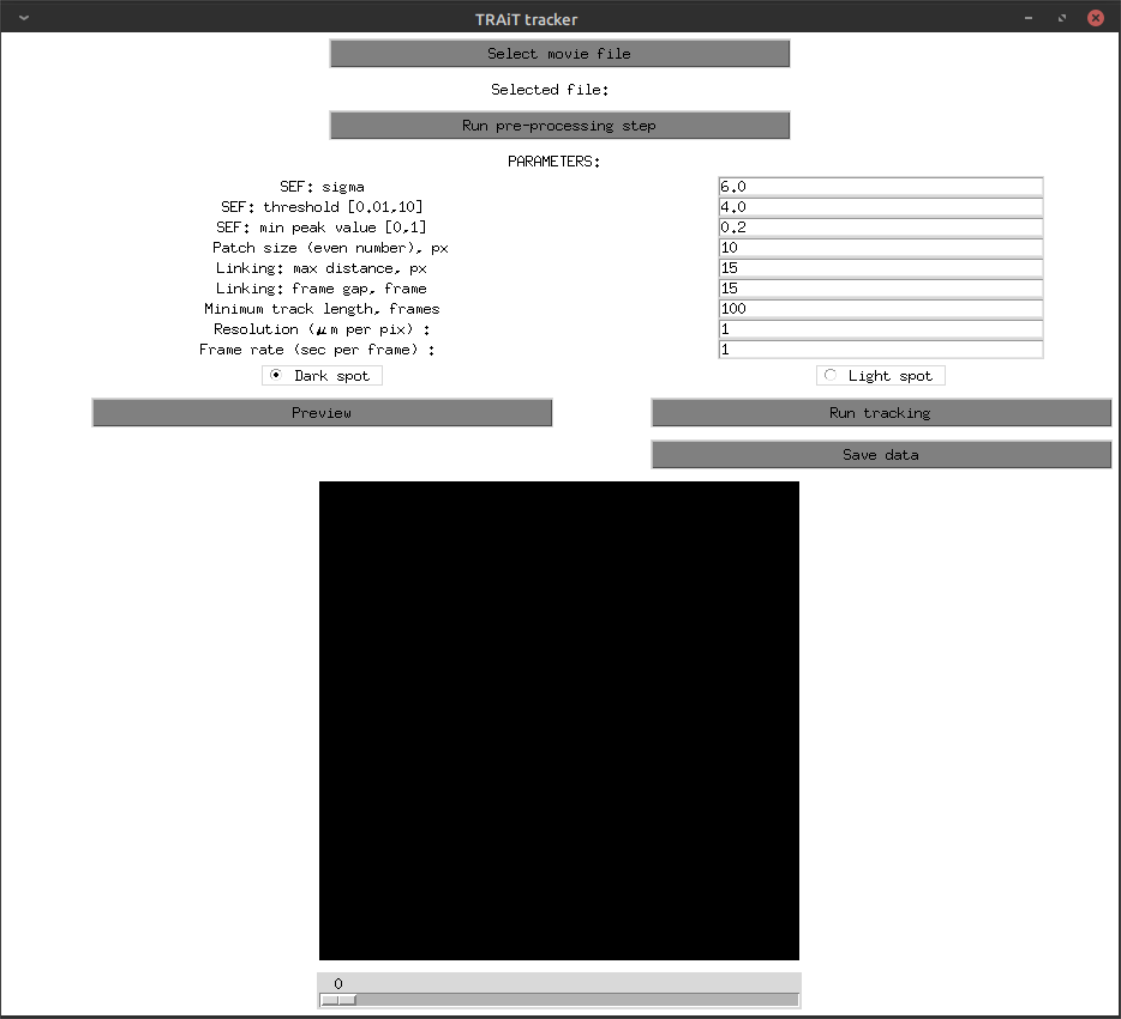 TRAiT tracker
Select movie file
Selected file:
Run pre-processing step
PARAMETERS:
SEF: sigma 6.0
SEF: threshold [0.01,10] 4.0
SEF: min peak value [0,1] 0.2
Patch size (even number), px 10
Linking: max distance, px 15
Linking: frame gap, frame 15
Minimum track length, frames 100
Resolution (μm per pix) : 1
Frame rate (sec per frame) : 1
Dark spot Light spot
Preview Run tracking
Save data
0